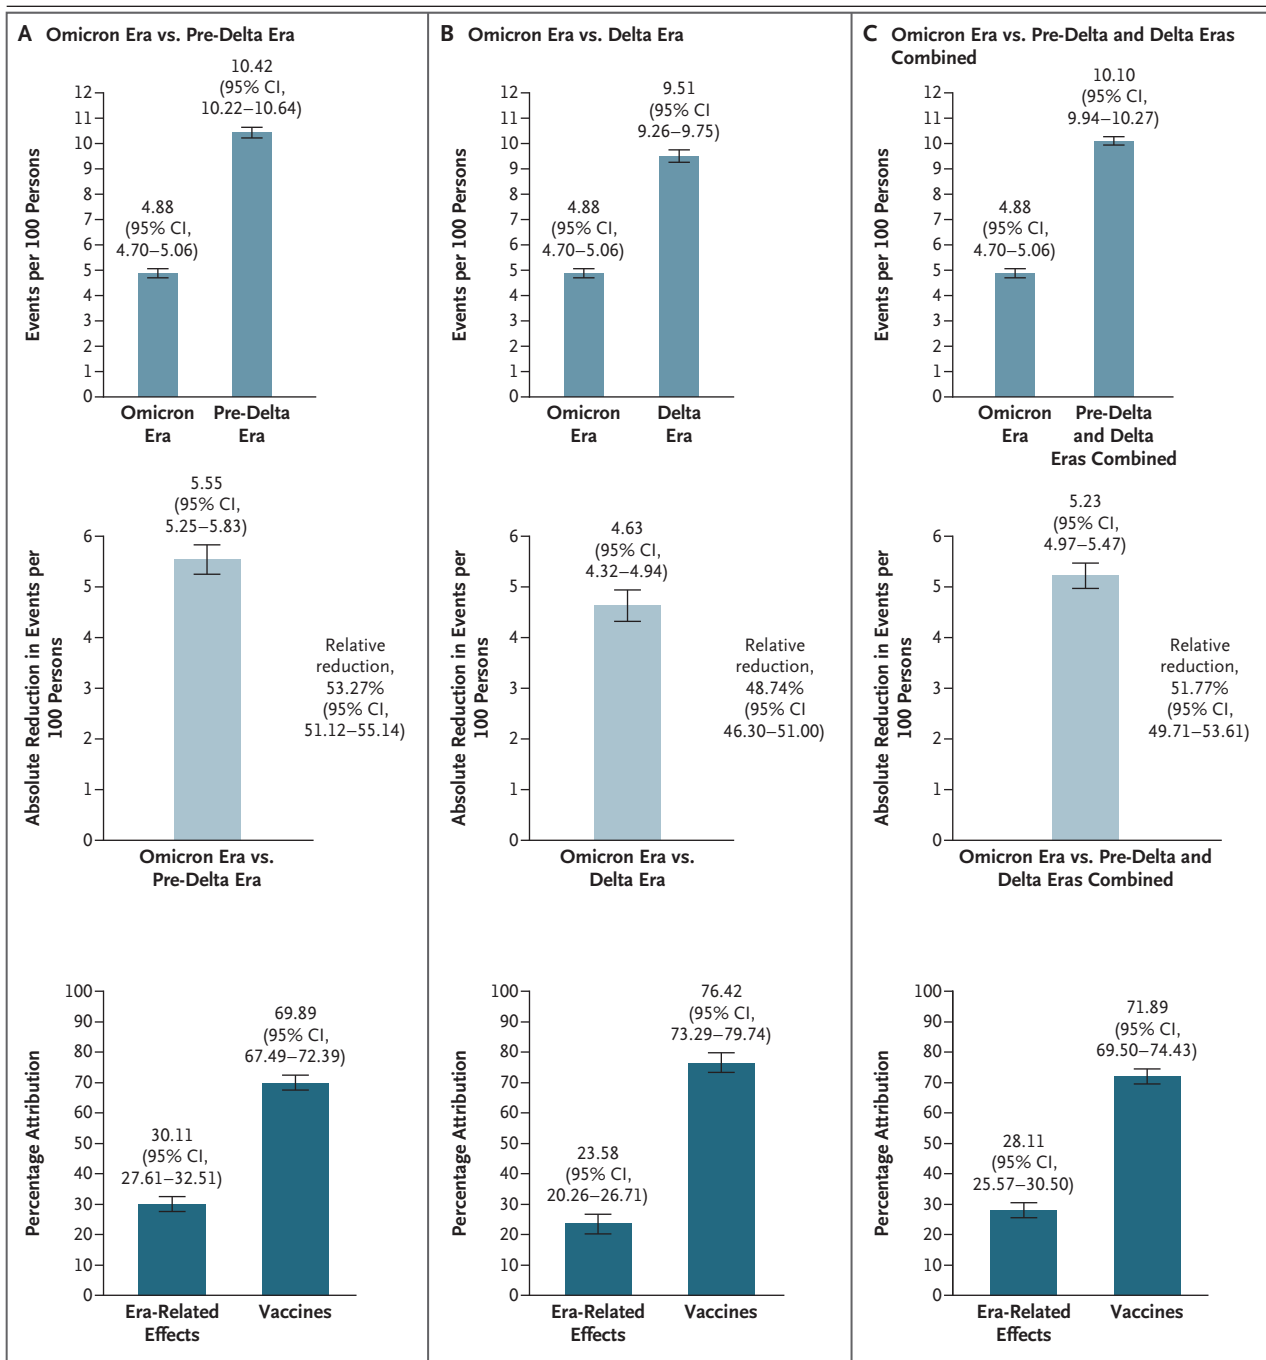 A Omicron Era vs. Pre-Delta Era
10.42
(95% CI,
10.22–10.64)
12
11
10
9
8
7
6
5
4
3
2
1
0
Events per 100 Persons
4.88
(95% CI,
4.70–5.06)
Omicron
Era
Pre-Delta
Era
5.55
(95% CI,
5.25–5.83)
6
5
4
3
2
1
0
Absolute Reduction in Events per
100 Persons
Relative
reduction,
53.27%
(95% CI,
51.12–55.14)
Omicron Era vs.
Pre-Delta Era
100
90
80
70
60
50
40
30
20
10
0
Percentage Attribution
69.89
(95% CI,
67.49–72.39)
30.11
(95% CI,
27.61–32.51)
Era-Related
Effects
Vaccines
B Omicron Era vs. Delta Era
9.51
(95% CI
9.26–9.75)
12
11
10
9
8
7
6
5
4
3
2
1
0
Events per 100 Persons
4.88
(95% CI,
4.70–5.06)
Omicron
Era
Delta
Era
4.63
(95% CI,
4.32–4.94)
6
5
4
3
2
1
0
Absolute Reduction in Events per
100 Persons
Relative
reduction,
48.74%
(95% CI
46.30–51.00)
Omicron Era vs.
Delta Era
100
90
80
70
60
50
40
30
20
10
0
Percentage Attribution
76.42
(95% CI,
73.29–79.74)
23.58
(95% CI,
20.26–26.71)
Era-Related
Effects
Vaccines
C Omicron Era vs. Pre-Delta and Delta Eras
Combined
10.10
(95% CI,
9.94–10.27)
12
11
10
9
8
7
6
5
4
3
2
1
0
Events per 100 Persons
4.88
(95% CI,
4.70–5.06)
Omicron
Era
Pre-Delta
and Delta
Eras Combined
5.23
(95% CI,
4.97–5.47)
6
5
4
3
2
1
0
Absolute Reduction in Events per
100 Persons
Relative
reduction,
51.77%
(95% CI,
49.71–53.61)
Omicron Era vs. Pre-Delta and
Delta Eras Combined
100
90
80
70
60
50
40
30
20
10
0
Percentage Attribution
71.89
(95% CI,
69.50–74.43)
28.11
(95% CI,
25.57–30.50)
Era-Related
Effects
Vaccines